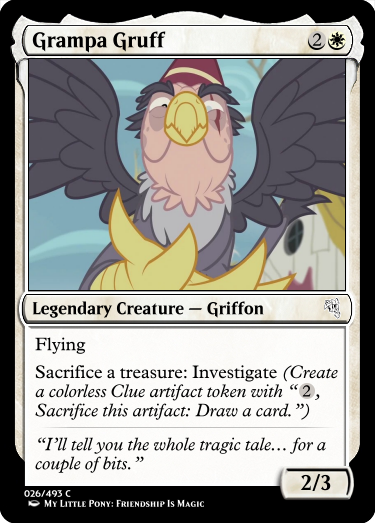 Grampa Gruff 2
Legendary Creature — Griffon
Flying
Sacrifice a treasure: Investigate (Create
a colorless Clue artifact token with “2,
Sacrifice this artifact: Draw a card.”)
“I’ll tell you the whole tragic tale… for a
couple of bits.”
2/3
026/493 C
My Little Pony: Friendship Is Magic